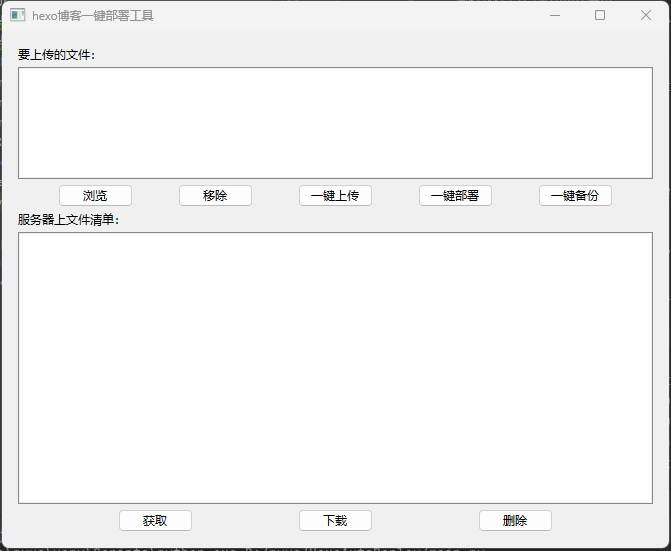 hexo博客一键部署工具
要上传的文件:
浏览 移除 一键上传 一键部署 一键备份
服务器上文件清单:
获取 下载 删除